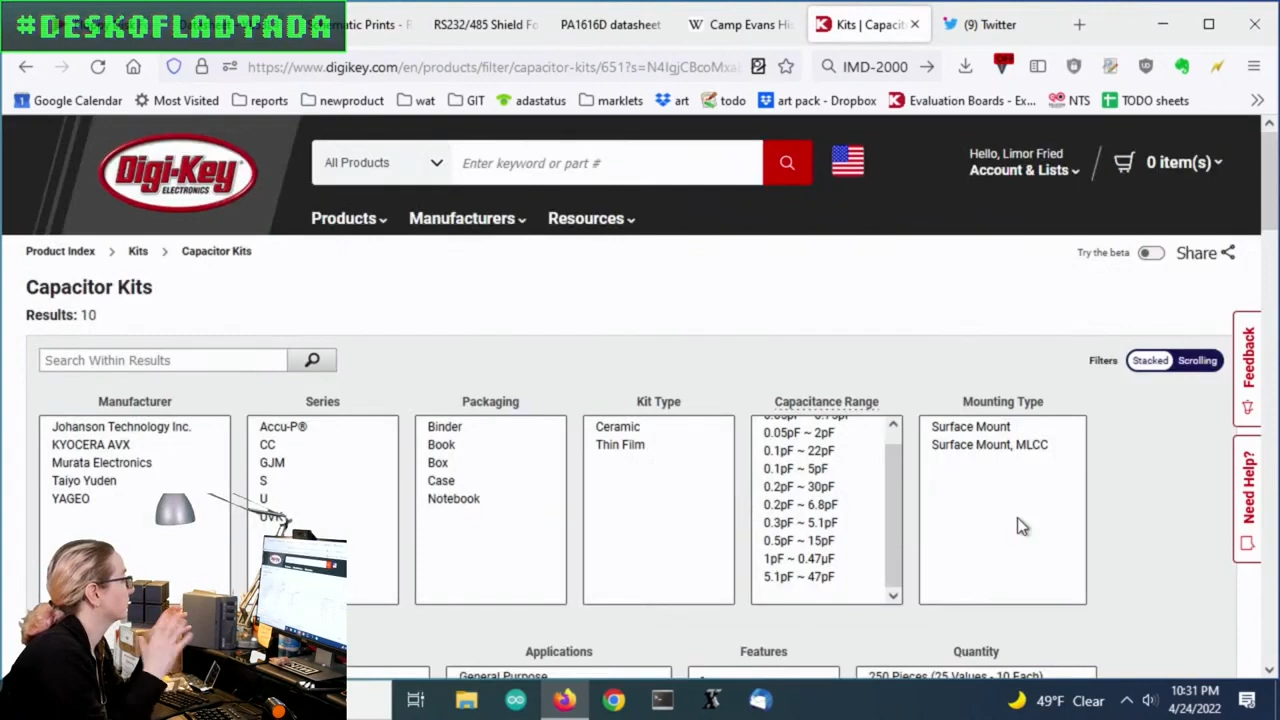 #DESKOFLADYADA
RS232/485 Shield Fo
PA1616D datasheet
W Camp Evans Hi
Kits | Capacit
(9) Twitter
https://www.digikey.com/en/products/filter/capacitor-kits/651?s=N4IgjCBcoMxa
IMD-2000
Google Calendar
Most Visited
reports
newproduct
wat
GIT
adastatus
marklets
art
todo
art pack - Dropbox
Evaluation Boards - Ex...
NTS
TODO sheets
Digi-Key
ELECTRONICS
All Products
Enter keyword or part #
Hello, Limor Fried
Account & Lists
0 item(s)
Products
Manufacturers
Resources
Product Index > Kits > Capacitor Kits
Try the beta
Share
Capacitor Kits
Results: 10
Search Within Results
Filters
Stacked
Scrolling
Feedback
Need Help?
Manufacturer
Johanson Technology Inc.
KYOCERA AVX
Murata Electronics
Taiyo Yuden
YAGEO
Series
Accu-P®
CC
GJM
S
U
Packaging
Binder
Book
Box
Case
Notebook
Kit Type
Ceramic
Thin Film
Capacitance Range
0.05pF ~ 2pF
0.1pF ~ 22pF
0.1pF ~ 5pF
0.2pF ~ 30pF
0.2pF ~ 6.8pF
0.3pF ~ 5.1pF
0.5pF ~ 15pF
1pF ~ 0.47µF
5.1pF ~ 47pF
Mounting Type
Surface Mount
Surface Mount, MLCC
Applications
General Purpose
Features
-
Quantity
250 Pieces (25 Values - 10 Each)
49°F Clear
10:31 PM
4/24/2022